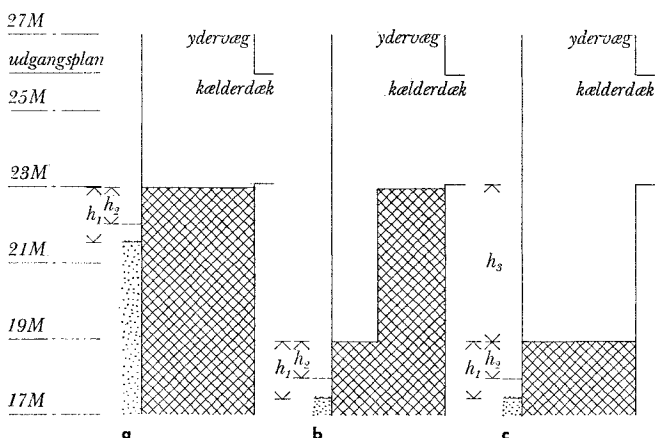 27M
ydervæg ydervæg ydervæg
udgangsplan
kælderdæk kælderdæk kælderdæk
25M
23M
h1 h2
21M
h3
19M
h1 h2 h1 h2
17M
a b c